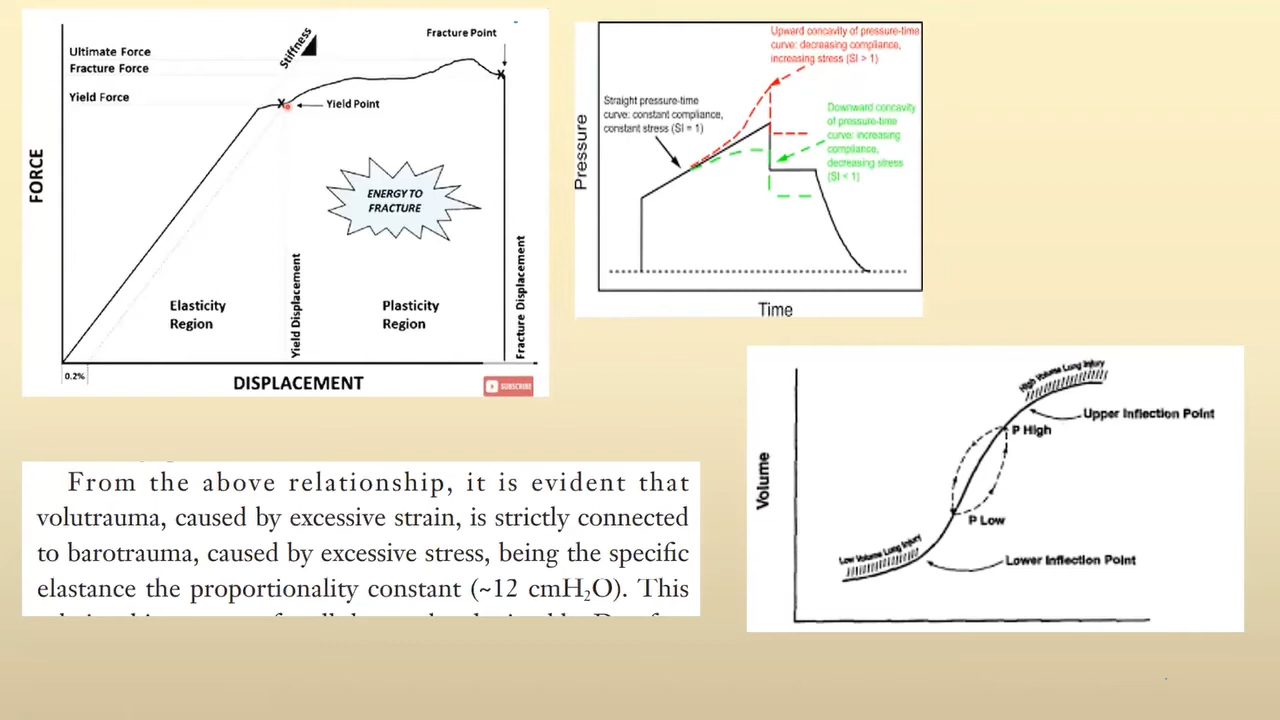 Ultimate Force
Fracture Force
Yield Force
Stiffness
Fracture Point
Yield Point
ENERGY TO
FRACTURE
FORCE
Elasticity
Region
Yield Displacement
Plasticity
Region
Fracture Displacement
0.2%
DISPLACEMENT
SUBSCRIBE
Upward concavity of pressure-time
curve: decreasing compliance,
increasing stress (SI > 1)
Straight pressure-time
curve: constant compliance,
constant stress (SI = 1)
Downward concavity
of pressure-time
curve: increasing
compliance,
decreasing stress
(SI < 1)
Pressure
Time
From the above relationship, it is evident that
volutrauma, caused by excessive strain, is strictly connected
to barotrauma, caused by excessive stress, being the specific
elastance the proportionality constant (~12 cmH₂O). This
High Volume Lung Injury
Upper Inflection Point
P High
Volume
P Low
Low Volume Lung Injury
Lower Inflection Point